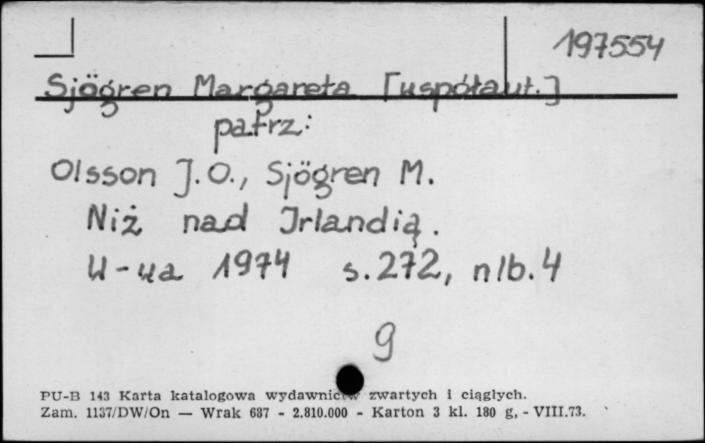 197554
Sjögren Margareta [współaut.]
patrz:
Olsson J.O., Sjögren M.
Niż nad Irlandią.
W-wa 1974 s.272, nlb.4
g
PU-B 143 Karta katalogowa wydawnictw zwartych i ciągłych.
Zam. 1137/DW/On — Wrak 687 - 2.810.000 - Karton 3 kl. 180 g, - VIII.73.